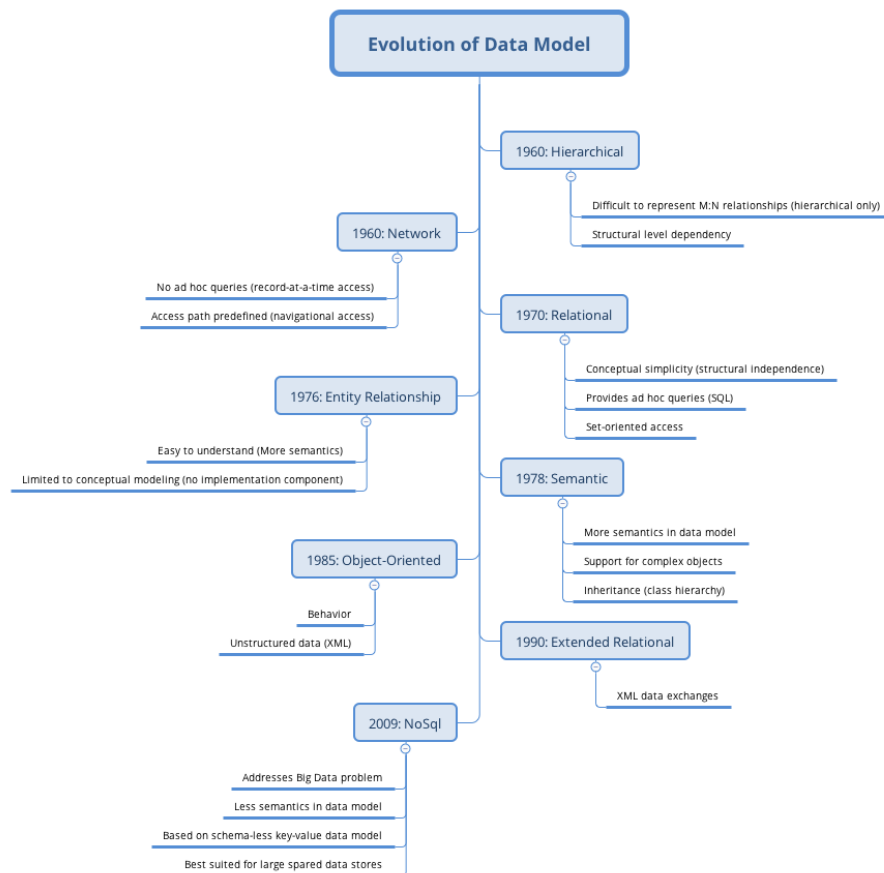 Evolution of Data Model
1960: Hierarchical
Difficult to represent M:N relationships (hierarchical only)
Structural level dependency
1960: Network
No ad hoc queries (record-at-a-time access)
Access path predefined (navigational access)
1970: Relational
Conceptual simplicity (structural independence)
Provides ad hoc queries (SQL)
Set-oriented access
1976: Entity Relationship
Easy to understand (More semantics)
Limited to conceptual modeling (no implementation component)
1978: Semantic
More semantics in data model
Support for complex objects
Inheritance (class hierarchy)
1985: Object-Oriented
Behavior
Unstructured data (XML)
1990: Extended Relational
XML data exchanges
2009: NoSql
Addresses Big Data problem
Less semantics in data model
Based on schema-less key-value data model
Best suited for large spared data stores